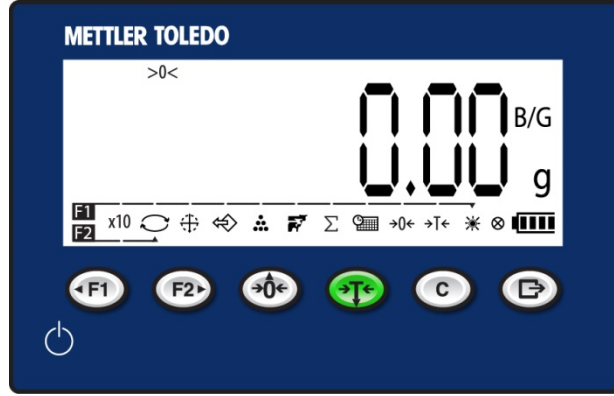 METTLER TOLEDO
>0<
0.00 B/G
g
F1
x10 Σ →0← →T←
F2
F1 F2 →0← →T← C